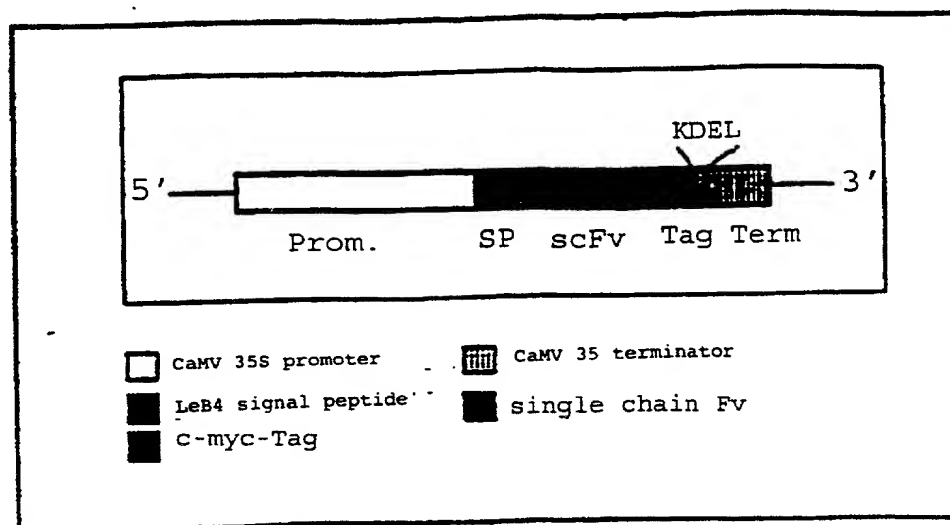 KDEL
5' 3'
Prom. SP scFv Tag Term
CaMV 35S promoter CaMV 35 terminator
LeB4 signal peptide single chain Fv
c-myc-Tag